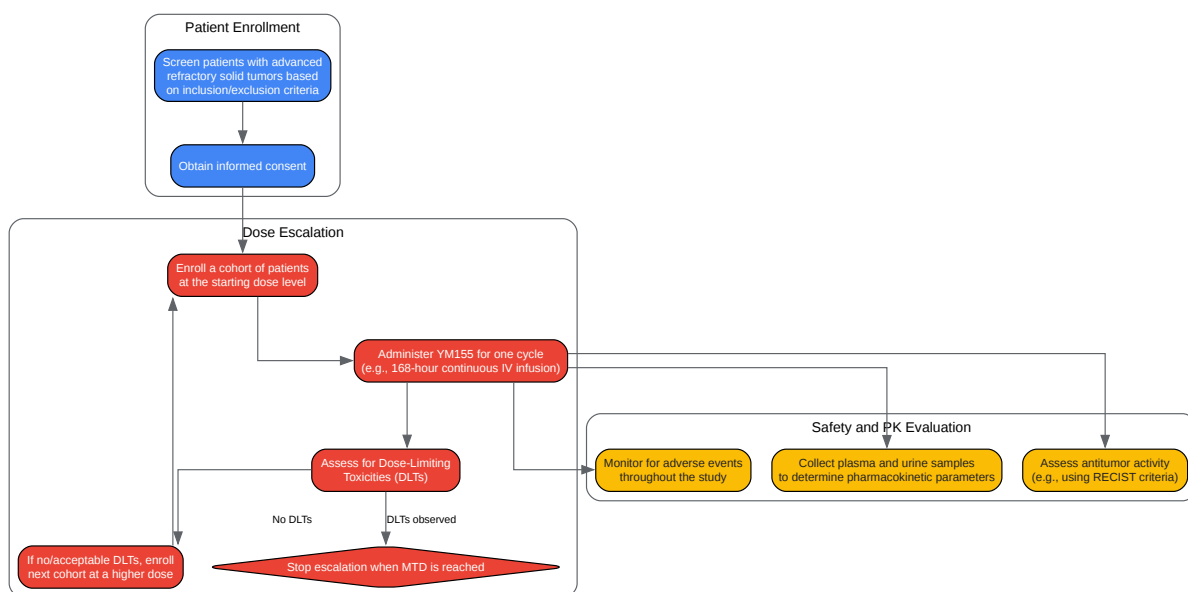 Patient Enrollment
Screen patients with advanced
refractory solid tumors based
on inclusion/exclusion criteria
Obtain informed consent
Dose Escalation
Enroll a cohort of patients
at the starting dose level
Administer YM155 for one cycle
(e.g., 168-hour continuous IV infusion)
Safety and PK Evaluation
Assess for Dose-Limiting
Toxicities (DLTs)
Monitor for adverse events
throughout the study
Collect plasma and urine samples
to determine pharmacokinetic parameters
Assess antitumor activity
(e.g., using RECIST criteria)
No DLTs
DLTs observed
If no/acceptable DLTs, enroll
next cohort at a higher dose
Stop escalation when MTD is reached